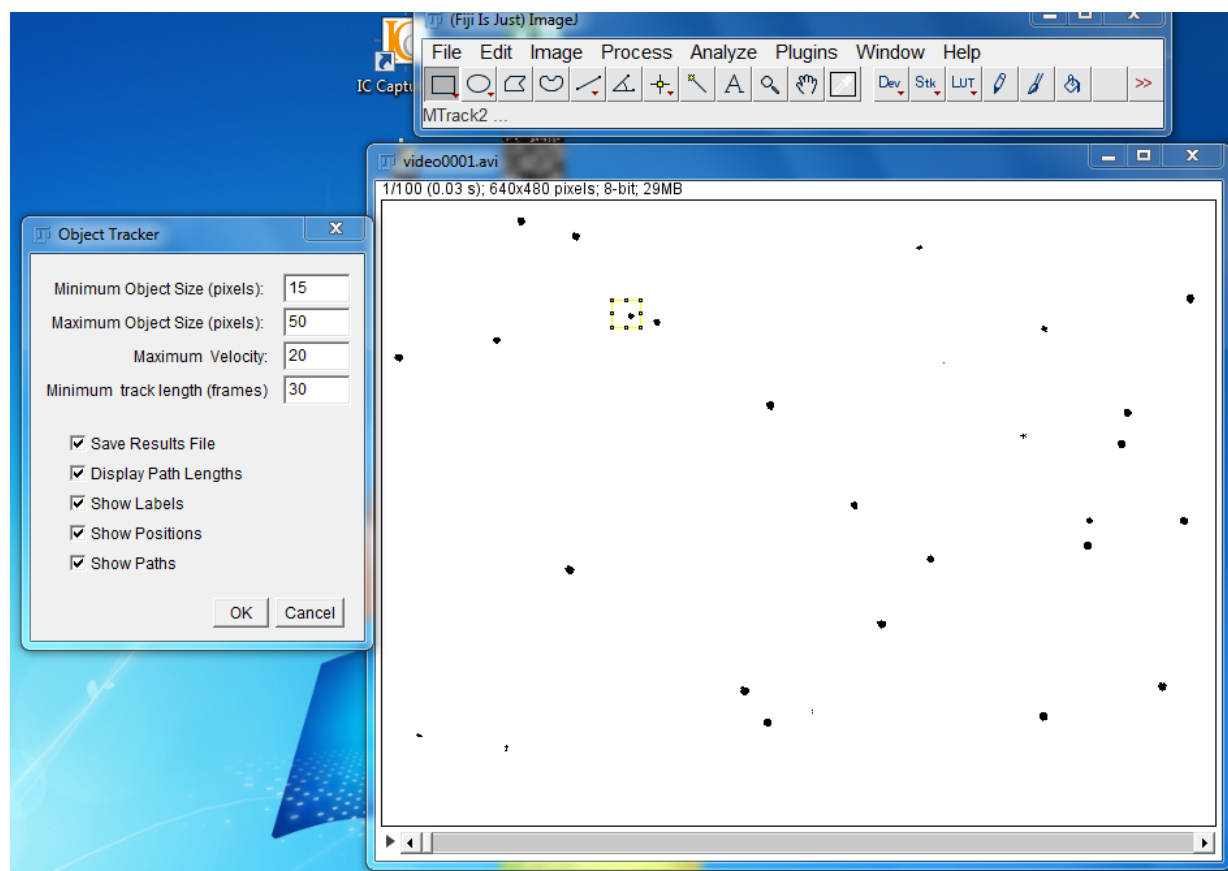 (Fiji Is Just) ImageJ
File Edit Image Process Analyze Plugins Window Help
A Dev Stk LUT >>
MTrack2 ...
IC Captu
video0001.avi
1/100 (0.03 s); 640x480 pixels; 8-bit; 29MB
Object Tracker
Minimum Object Size (pixels): 15
Maximum Object Size (pixels): 50
Maximum Velocity: 20
Minimum track length (frames) 30
Save Results File
Display Path Lengths
Show Labels
Show Positions
Show Paths
OK Cancel